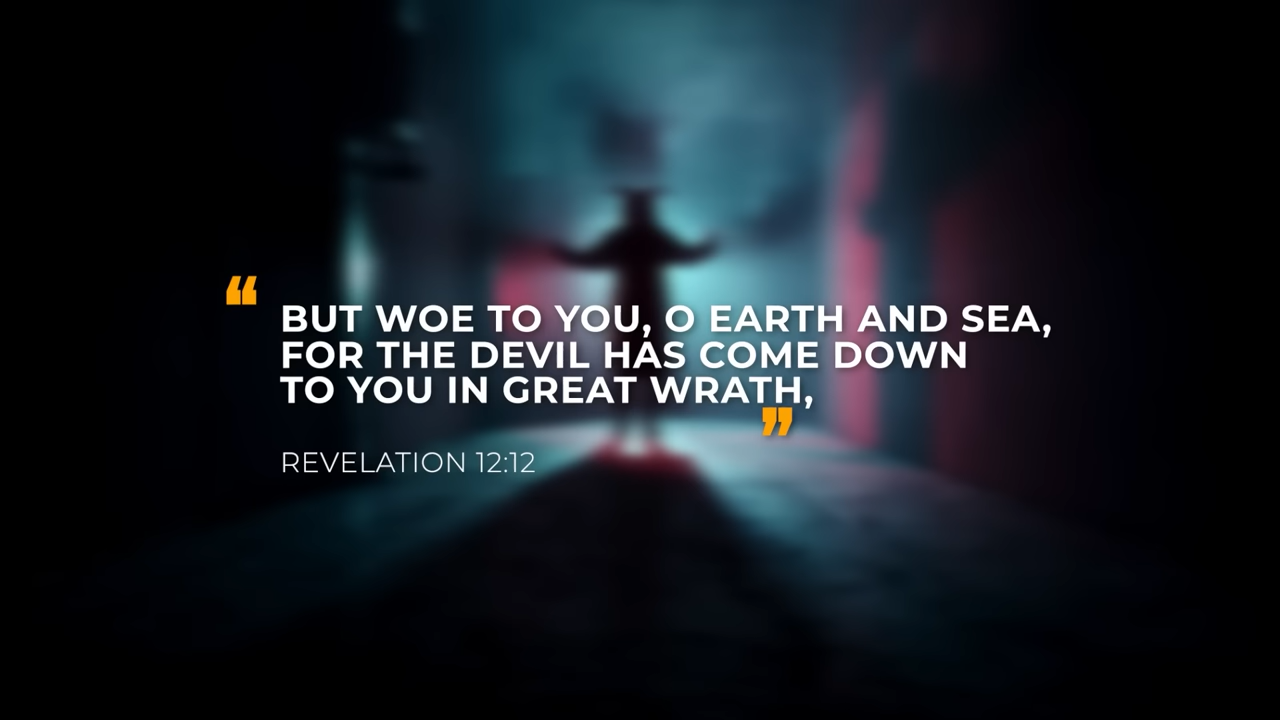 “
BUT WOE TO YOU, O EARTH AND SEA,
FOR THE DEVIL HAS COME DOWN
TO YOU IN GREAT WRATH,
”
REVELATION 12:12